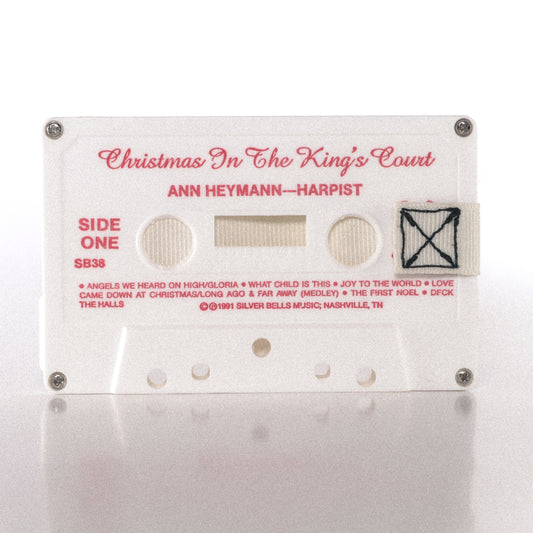 Christmas In The King's Court
ANN HEYMANN—HARPIST
SIDE
ONE
SB38
• ANGELS WE HEARD ON HIGH/GLORIA • WHAT CHILD IS THIS • JOY TO THE WORLD • LOVE
CAME DOWN AT CHRISTMAS/LONG AGO & FAR AWAY (MEDLEY) • THE FIRST NOEL • DFCK
THE HALLS
©℗1991 SILVER BELLS MUSIC; NASHVILLE, TN